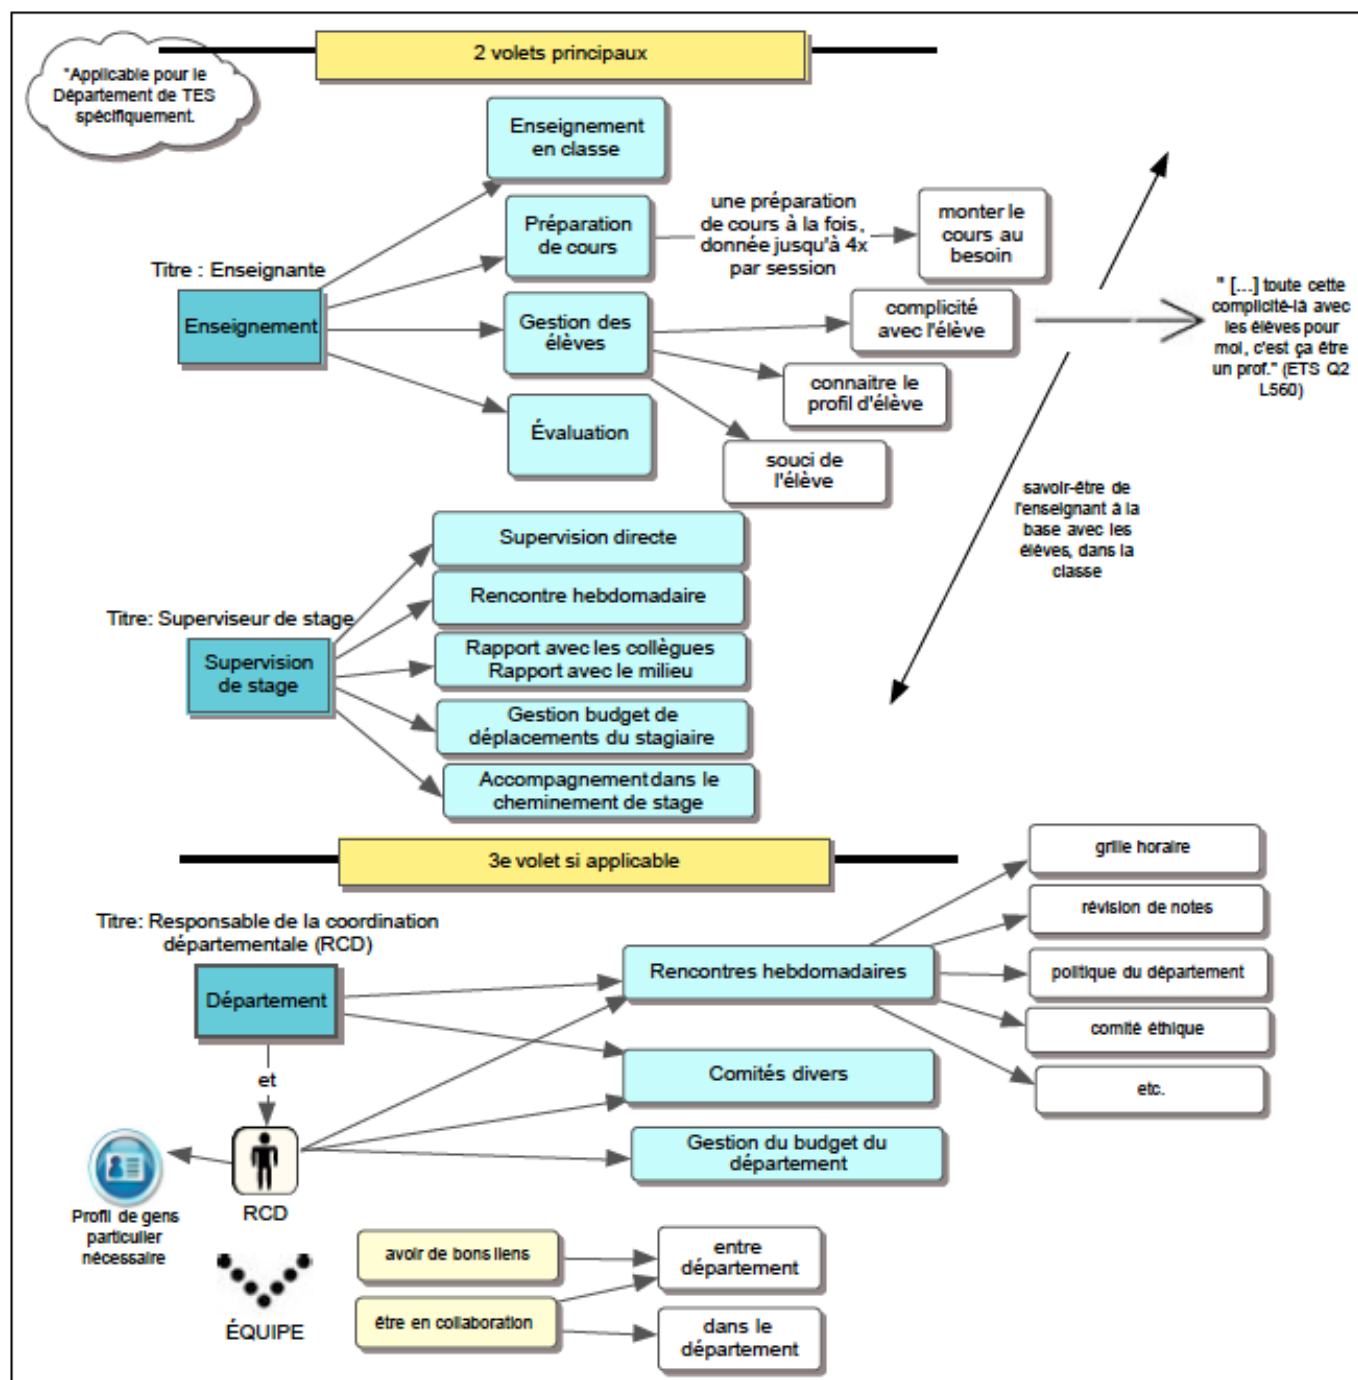 2 volets principaux
"Applicable pour le
Département de TES
spécifiquement.
Enseignement
en classe
Préparation
de cours
une préparation
de cours à la fois,
donnée jusqu'à 4x
par session
monter le
cours au
besoin
Titre : Enseignante
Enseignement
Gestion des
élèves
complicité
avec l'élève
" [...] toute cette
complicité-là avec
les élèves pour
moi, c'est ça être
un prof." (ETS Q2
L560)
connaitre le
profil d'élève
Évaluation
souci de
l'élève
savoir-être de
l'enseignant à la
base avec les
élèves, dans la
classe
Supervision directe
Rencontre hebdomadaire
Titre: Superviseur de stage
Supervision
de stage
Rapport avec les collègues
Rapport avec le milieu
Gestion budget de
déplacements du stagiaire
Accompagnement dans le
cheminement de stage
3e volet si applicable
grille horaire
révision de notes
Titre: Responsable de la coordination
départementale (RCD)
Département
Rencontres hebdomadaires
politique du département
comité éthique
etc.
et
Comités divers
Gestion du budget du
département
RCD
Profil de gens
particulier
nécessaire
avoir de bons liens
entre
département
être en collaboration
dans le
département
ÉQUIPE